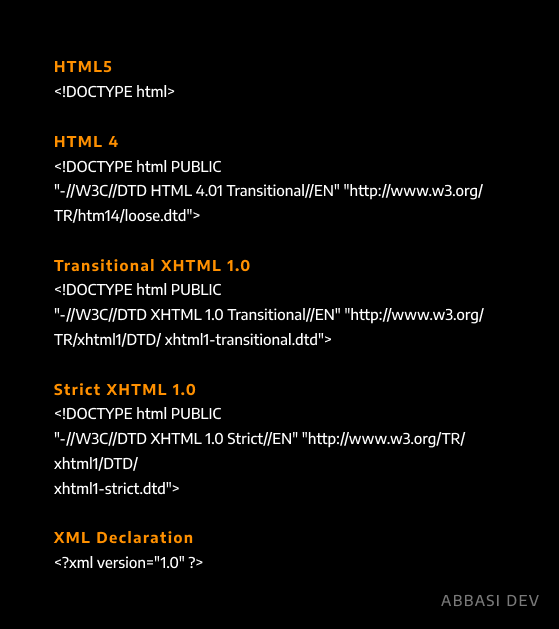 HTML5
<!DOCTYPE html>
HTML 4
<!DOCTYPE html PUBLIC
"-//W3C//DTD HTML 4.01 Transitional//EN" "http://www.w3.org/
TR/htm14/loose.dtd">
Transitional XHTML 1.0
<!DOCTYPE html PUBLIC
"-//W3C//DTD XHTML 1.0 Transitional//EN" "http://www.w3.org/
TR/xhtml1/DTD/ xhtml1-transitional.dtd">
Strict XHTML 1.0
<!DOCTYPE html PUBLIC
"-//W3C//DTD XHTML 1.0 Strict//EN" "http://www.w3.org/TR/
xhtml1/DTD/
xhtml1-strict.dtd">
XML Declaration
<?xml version="1.0" ?>
ABBASI DEV